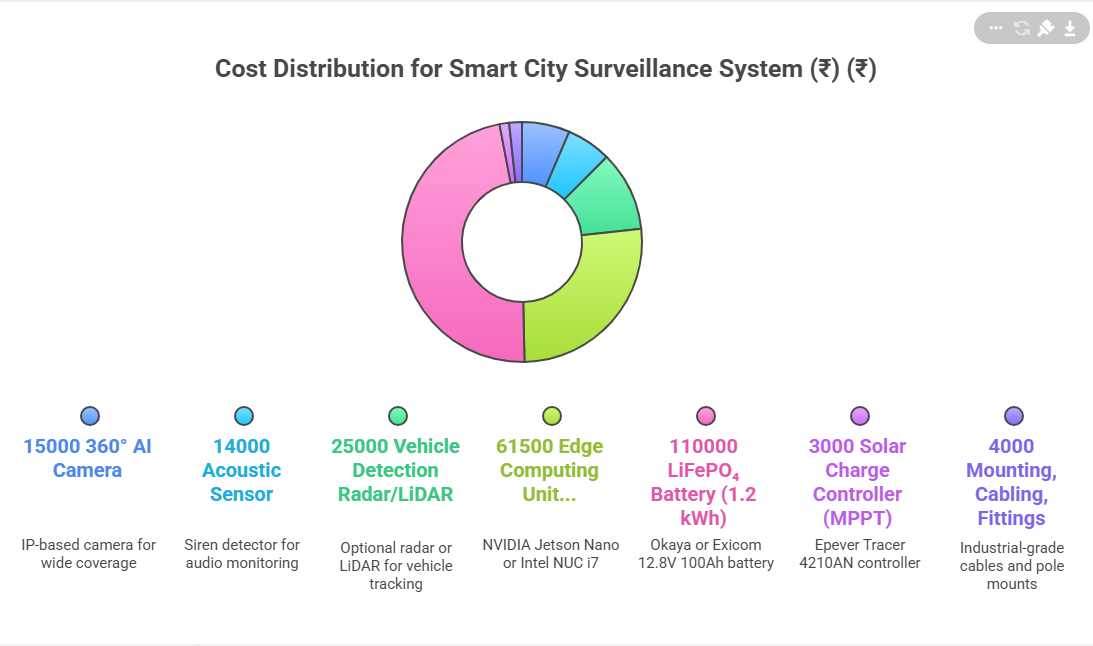 Cost Distribution for Smart City Surveillance System (₹) (₹)
15000 360° AI
Camera
IP-based camera for
wide coverage
14000
Acoustic
Sensor
Siren detector for
audio monitoring
25000 Vehicle
Detection
Radar/LiDAR
Optional radar or
LiDAR for vehicle
tracking
61500 Edge
Computing
Unit...
NVIDIA Jetson Nano
or Intel NUC i7
110000
LiFePO₄
Battery (1.2
kWh)
Okaya or Exicom
12.8V 100Ah battery
3000 Solar
Charge
Controller
(MPPT)
Epever Tracer
4210AN controller
4000
Mounting,
Cabling,
Fittings
Industrial-grade
cables and pole
mounts